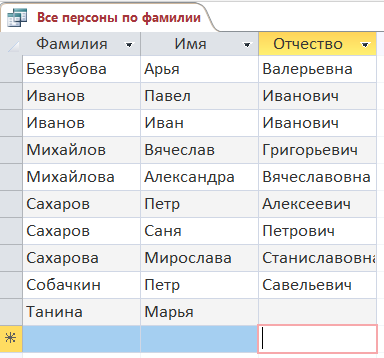 Все персоны по фамилии
Фамилия Имя Отчество
Беззубова Арья Валерьевна
Иванов Павел Иванович
Иванов Иван Иванович
Михайлов Вячеслав Григорьевич
Михайлова Александра Вячеславовна
Сахаров Петр Алексеевич
Сахаров Саня Петрович
Сахарова Мирослава Станиславовна
Собачкин Петр Савельевич
Танина Марья